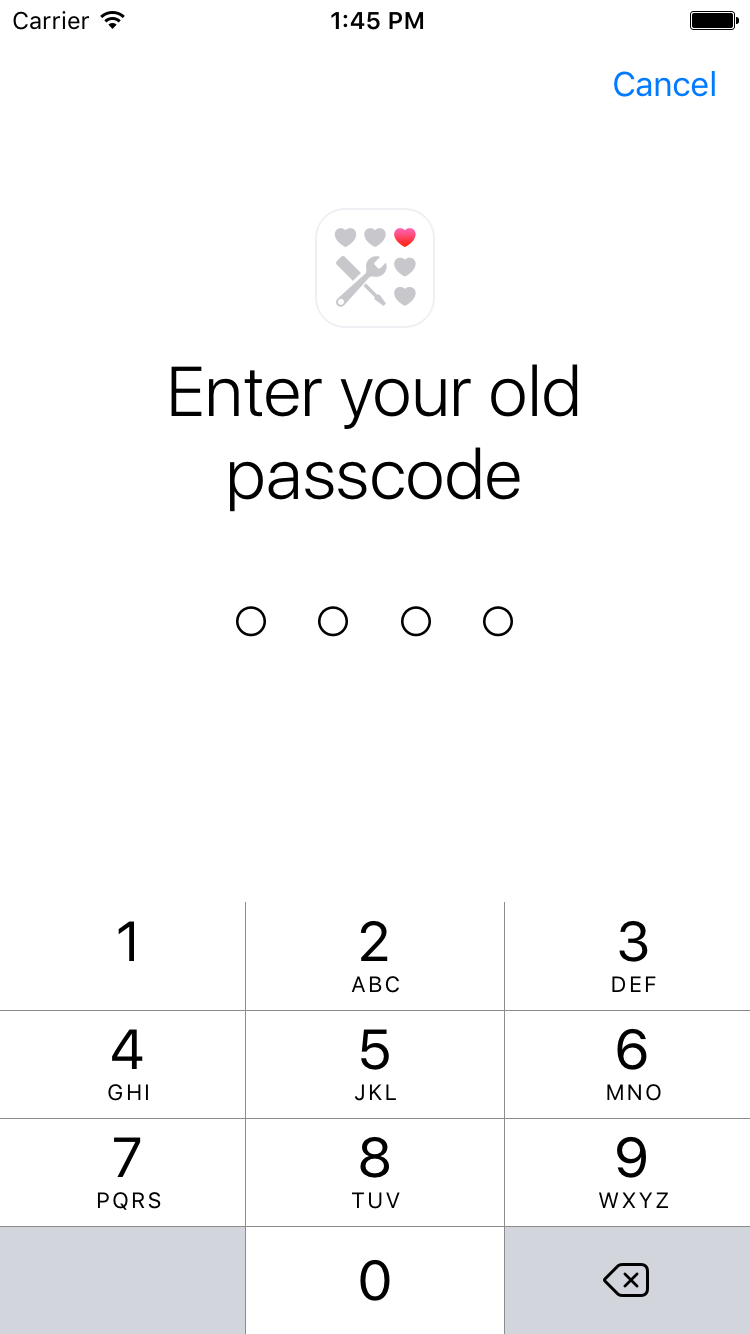 Carrier 1:45 PM
Cancel
Enter your old
passcode
1 2 3
ABC DEF
4 5 6
GHI JKL MNO
7 8 9
PQRS TUV WXYZ
0